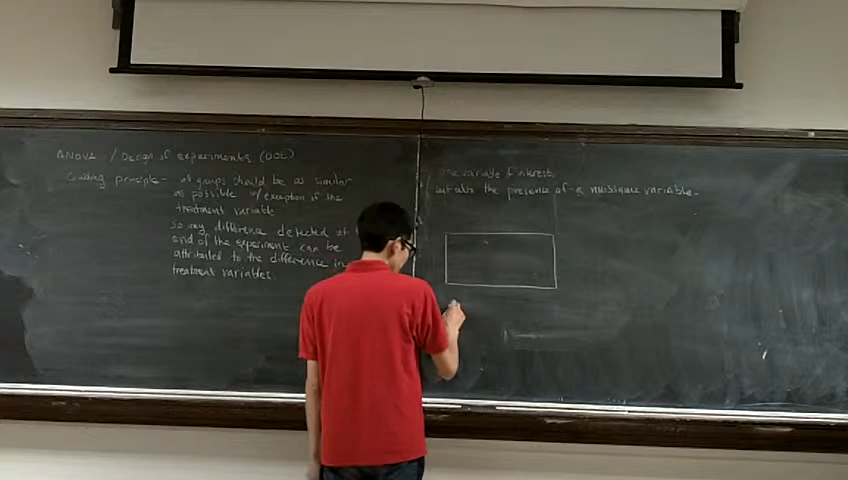 ANOVA / Design of experiments (DOE)
Guiding principle - all groups should be as similar
as possible w/ exception of the
treatment variable
so any difference detected at
end of the experiment can be
attributed to the difference in
treatment variables.
one variable of interest
but also the presence of a nuisance variable.